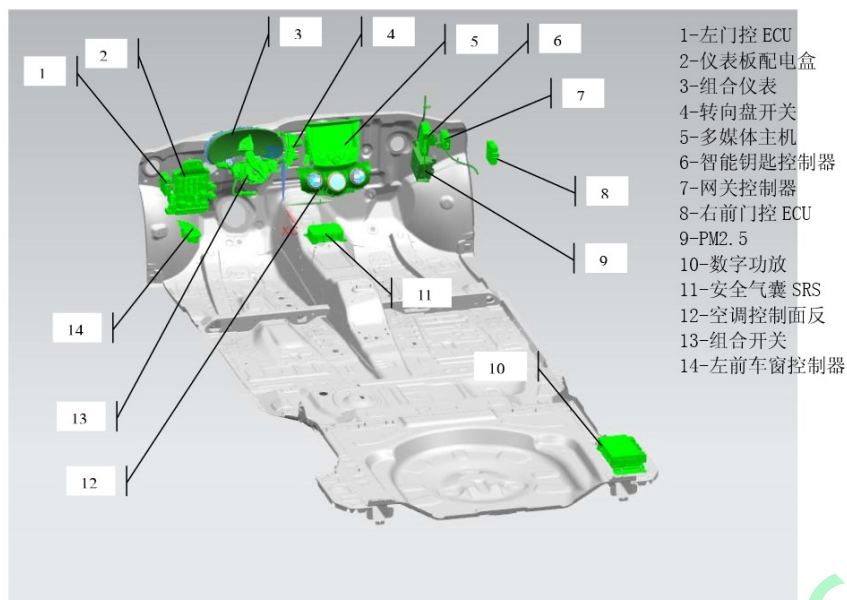 1-左门控 ECU
2-仪表板配电盒
3-组合仪表
4-转向盘开关
5-多媒体主机
6-智能钥匙控制器
7-网关控制器
8-右前门控 ECU
9-PM2.5
10-数字功放
11-安全气囊 SRS
12-空调控制面反
13-组合开关
14-左前车窗控制器
1
2
3
4
5
6
7
8
9
10
11
12
13
14